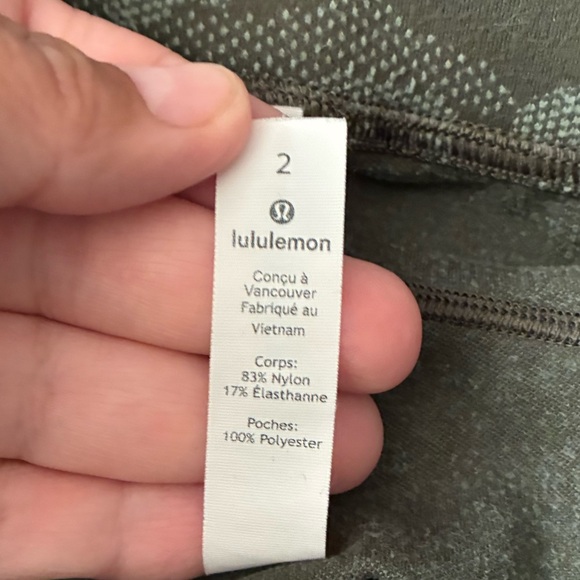 2
lululemon
Conçu à
Vancouver
Fabriqué au
Vietnam
Corps:
83% Nylon
17% Élasthanne
Poches:
100% Polyester